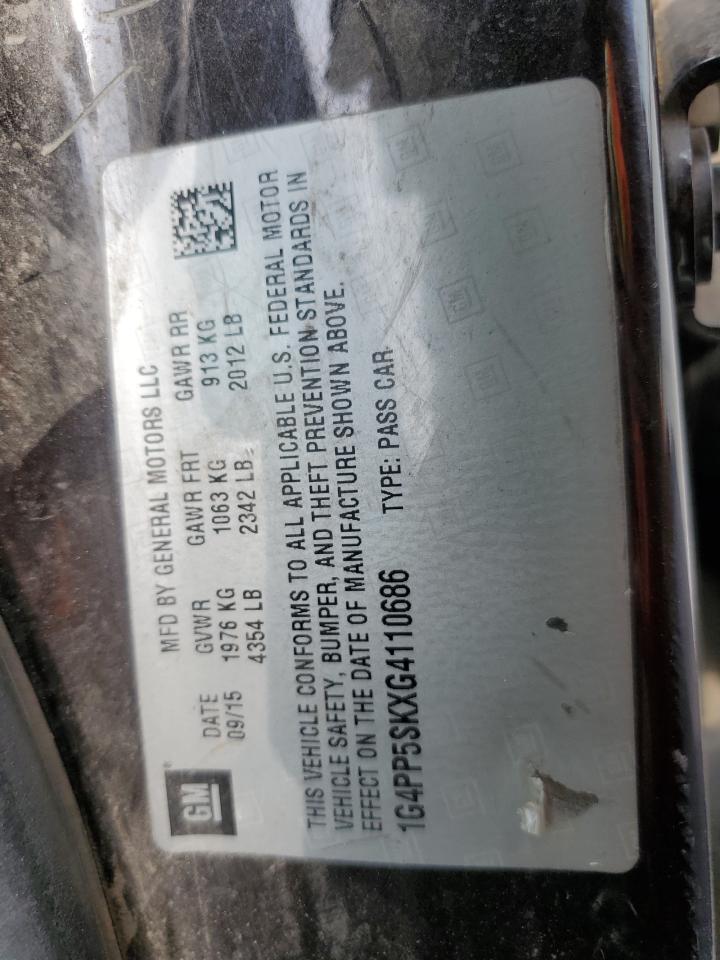 GM
MFD BY GENERAL MOTORS LLC
DATE GVWR GAWR FRT GAWR RR
09/15 1976 KG 1063 KG 913 KG
4354 LB 2342 LB 2012 LB
THIS VEHICLE CONFORMS TO ALL APPLICABLE U.S. FEDERAL MOTOR
VEHICLE SAFETY, BUMPER, AND THEFT PREVENTION STANDARDS IN
EFFECT ON THE DATE OF MANUFACTURE SHOWN ABOVE.
1G4PP5SKXG4110686 TYPE: PASS CAR